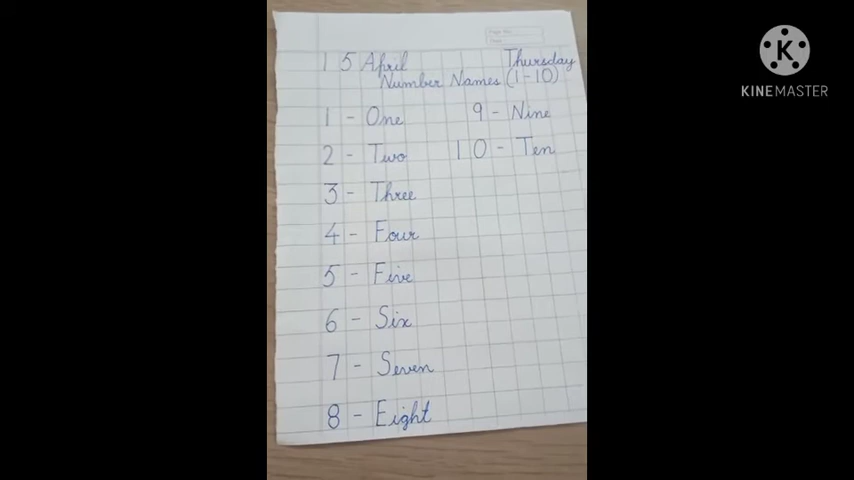 15 April Thursday
Number Names (1-10)
1 - One
2 - Two
3 - Three
4 - Four
5 - Five
6 - Six
7 - Seven
8 - Eight
9 - Nine
10 - Ten
KINEMASTER